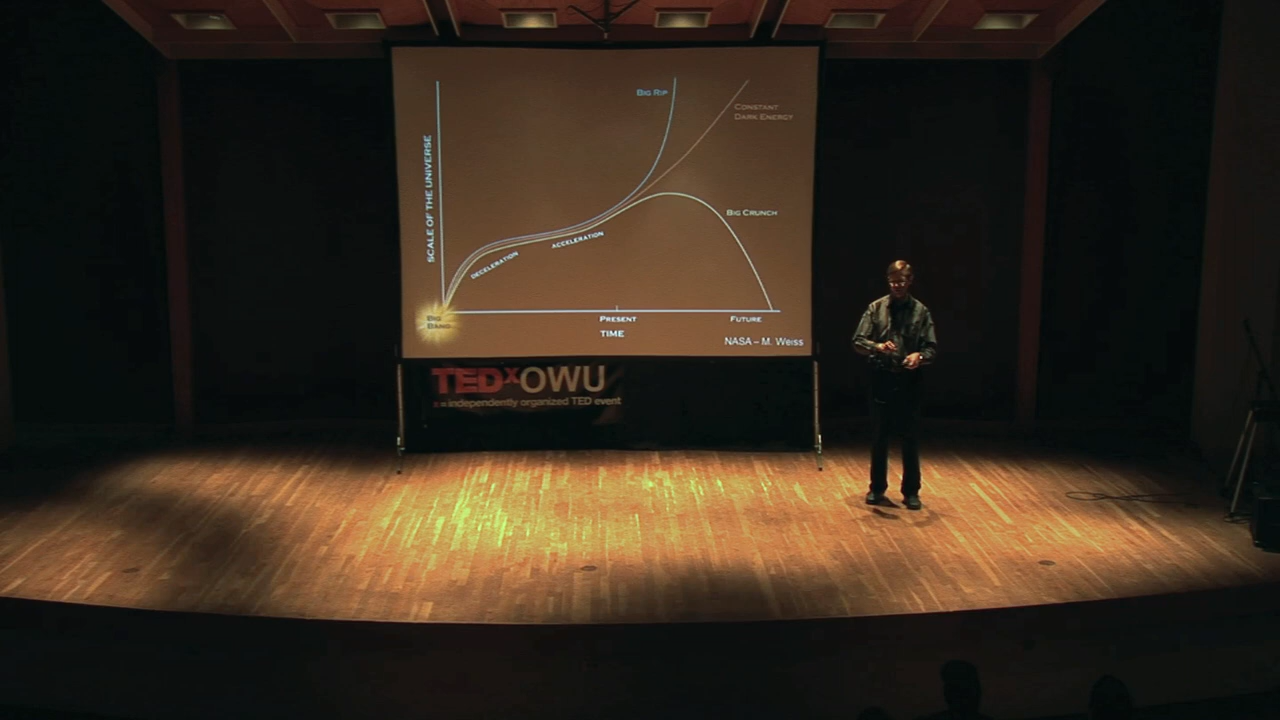 BIG RIP
CONSTANT
DARK ENERGY
SCALE OF THE UNIVERSE
BIG CRUNCH
ACCELERATION
DECELERATION
BIG
BANG
PRESENT
FUTURE
TIME
NASA – M. Weiss
TEDxOWU
x = independently organized TED event